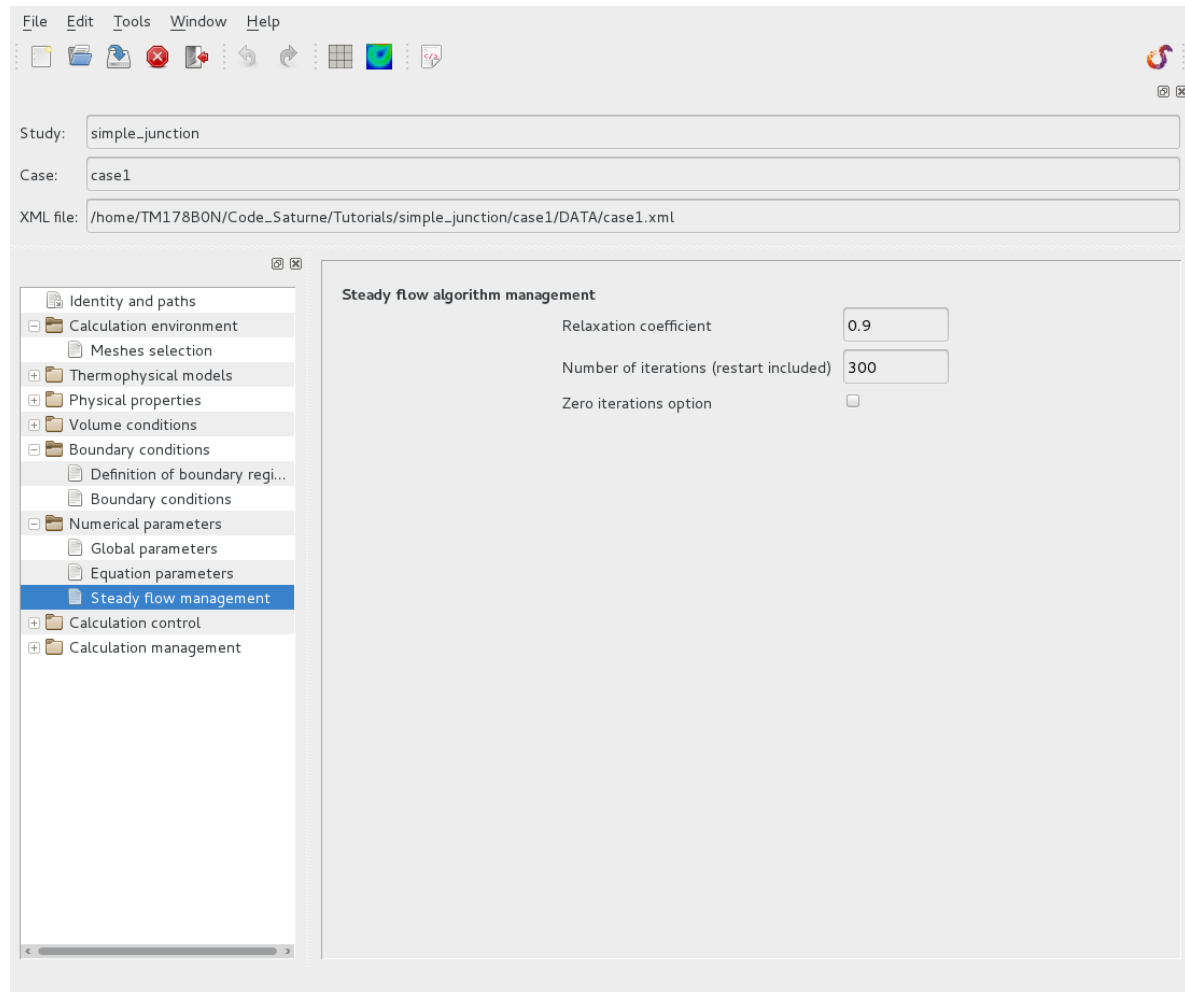 File Edit Tools Window Help
Study: simple_junction
Case: case1
XML file: /home/TM178B0N/Code_Saturne/Tutorials/simple_junction/case1/DATA/case1.xml
Identity and paths
Calculation environment
Meshes selection
Thermophysical models
Physical properties
Volume conditions
Boundary conditions
Definition of boundary regi...
Boundary conditions
Numerical parameters
Global parameters
Equation parameters
Steady flow management
Calculation control
Calculation management
Steady flow algorithm management
Relaxation coefficient 0.9
Number of iterations (restart included) 300
Zero iterations option